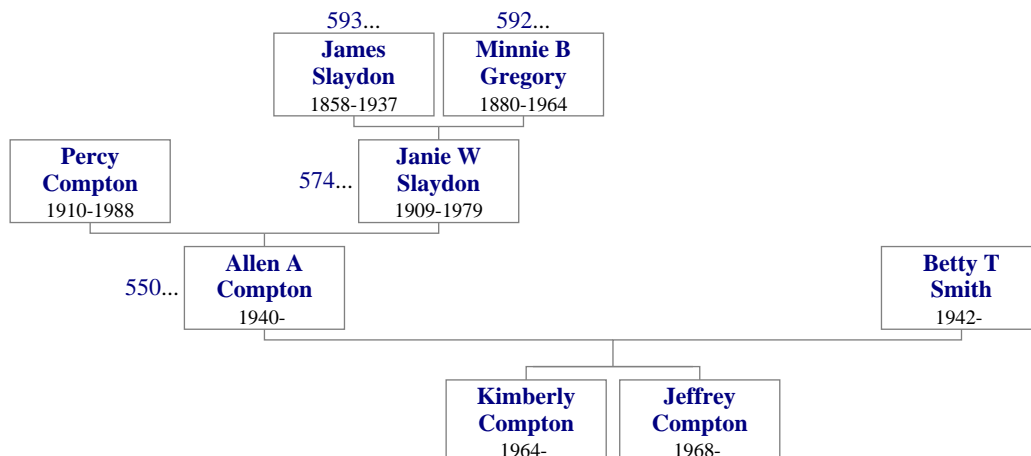 593...
592...
James
Slaydon
1858-1937
Minnie B
Gregory
1880-1964
Percy
Compton
1910-1988
574...
Janie W
Slaydon
1909-1979
550...
Allen A
Compton
1940-
Betty T
Smith
1942-
Kimberly
Compton
1964-
Jeffrey
Compton
1968-